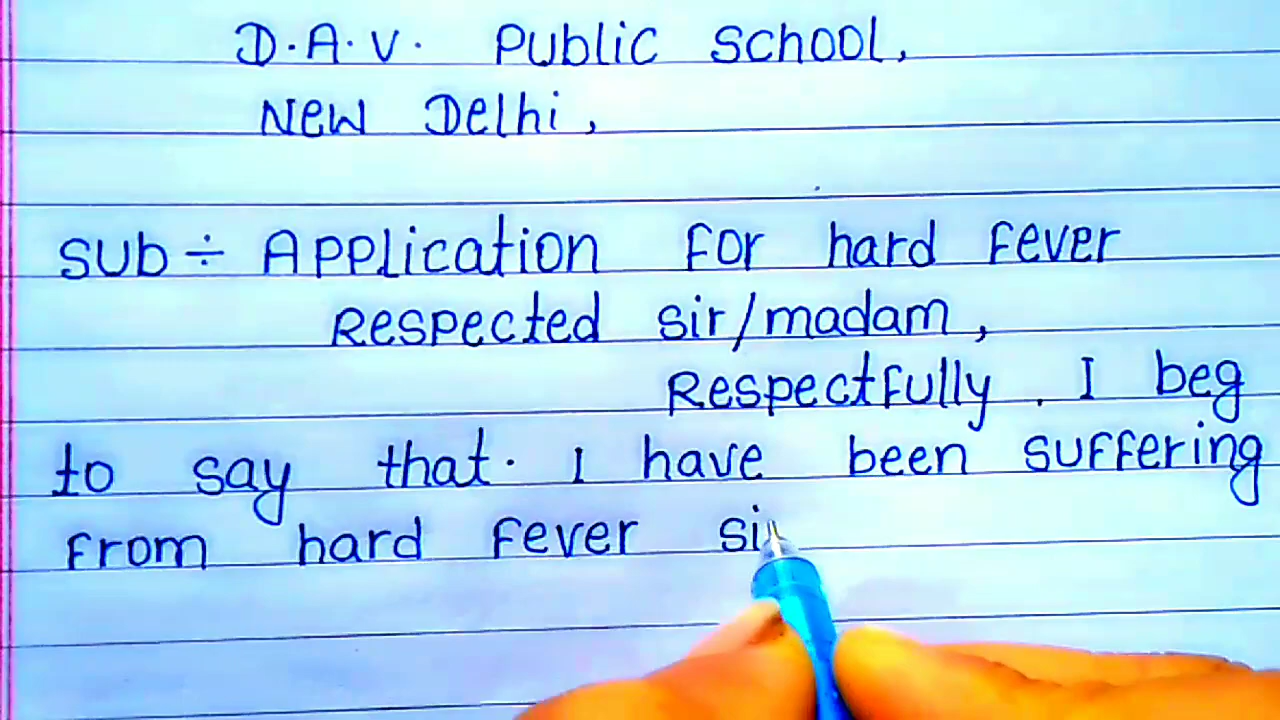 D.A.V. Public School,
New Delhi,
Sub ÷ Application for hard fever
Respected sir/madam,
Respectfully . I beg
to say that. I have been suffering
from hard fever si